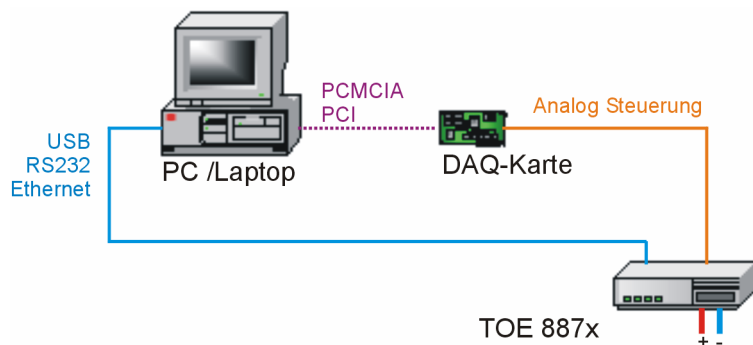 PCMCIA
PCI
Analog Steuerung
USB
RS232
Ethernet
PC /Laptop
DAQ-Karte
TOE 887x
+ -